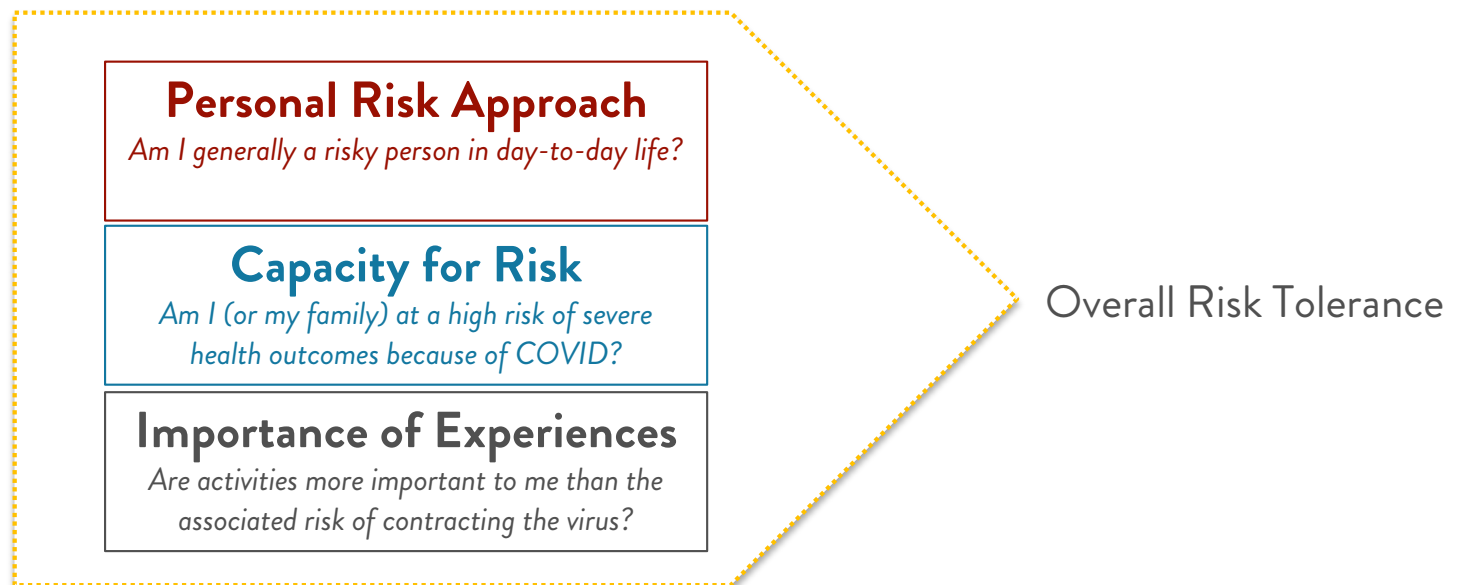 Personal Risk Approach
Am I generally a risky person in day-to-day life?
Capacity for Risk
Am I (or my family) at a high risk of severe
health outcomes because of COVID?
Importance of Experiences
Are activities more important to me than the
associated risk of contracting the virus?
Overall Risk Tolerance